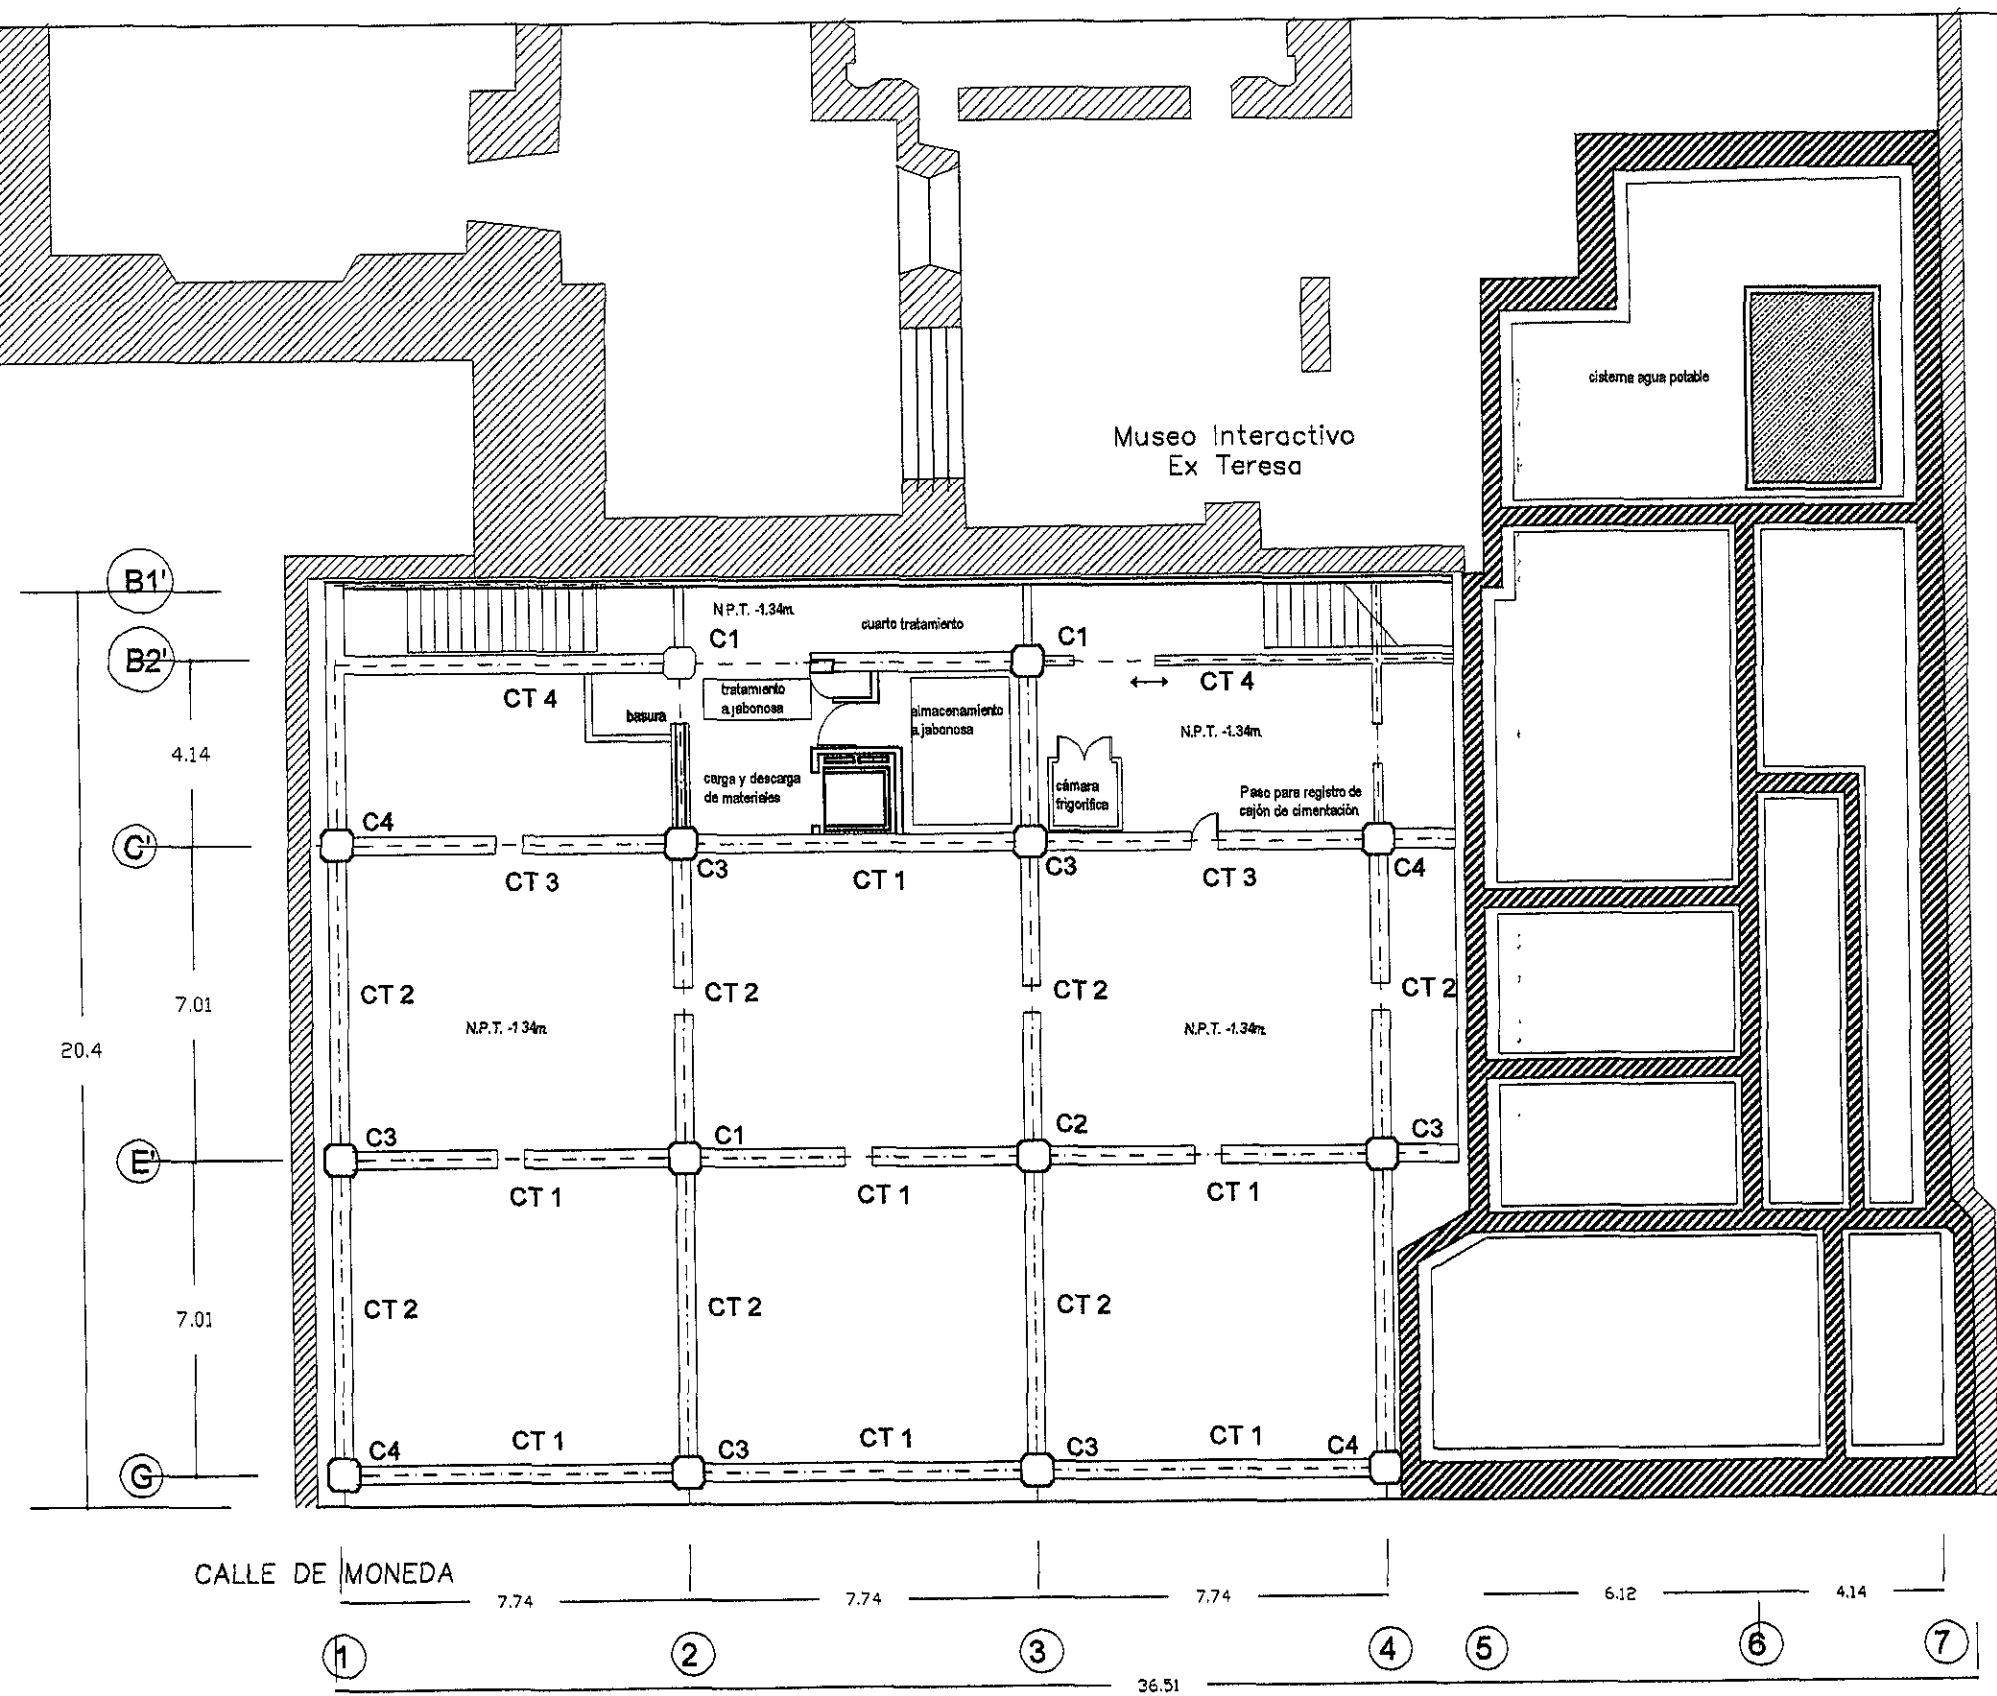 cisterna agua potable
Museo Interactivo
Ex Teresa
B1'
N.P.T. -1.34m.
cuarto tratamiento
C1
C1
B2'
CT 4
tratamiento
a.jabonosa
CT 4
basura
almacenamiento
a.jabonosa
N.P.T. -1.34m.
4.14
carga y descarga
de materiales
cámara
frigorífica
Paso para registro de
cajón de cimentación
C4
C'
C3
C3
C4
CT 3
CT 1
CT 3
CT 2
CT 2
CT 2
CT 2
7.01
N.P.T. -1.34m.
N.P.T. -1.34m.
20.4
C3
C1
C2
C3
E'
CT 1
CT 1
CT 1
7.01
CT 2
CT 2
CT 2
CT 1
CT 1
CT 1
C4
C3
C3
C4
G
CALLE DE MONEDA
7.74
7.74
7.74
6.12
4.14
1
2
3
4
5
6
7
36.51